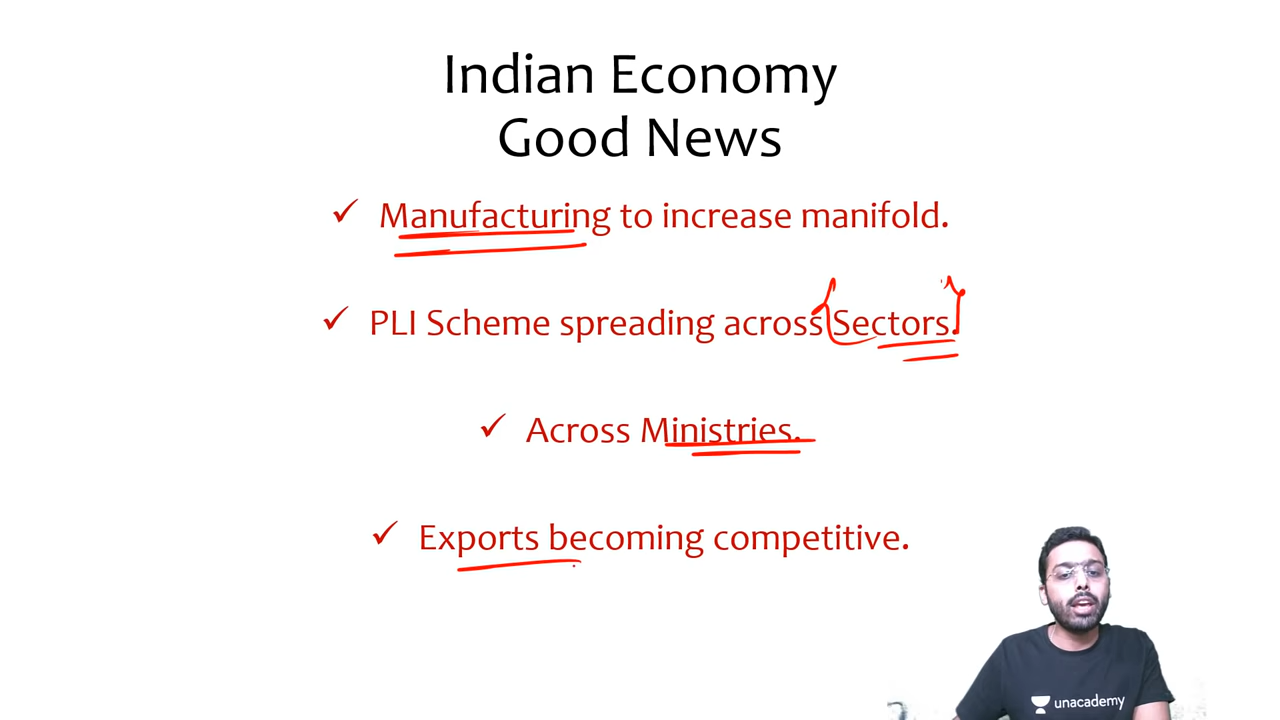 Indian Economy
Good News
✓ Manufacturing to increase manifold.
✓ PLI Scheme spreading across Sectors.
✓ Across Ministries.
✓ Exports becoming competitive.
unacademy